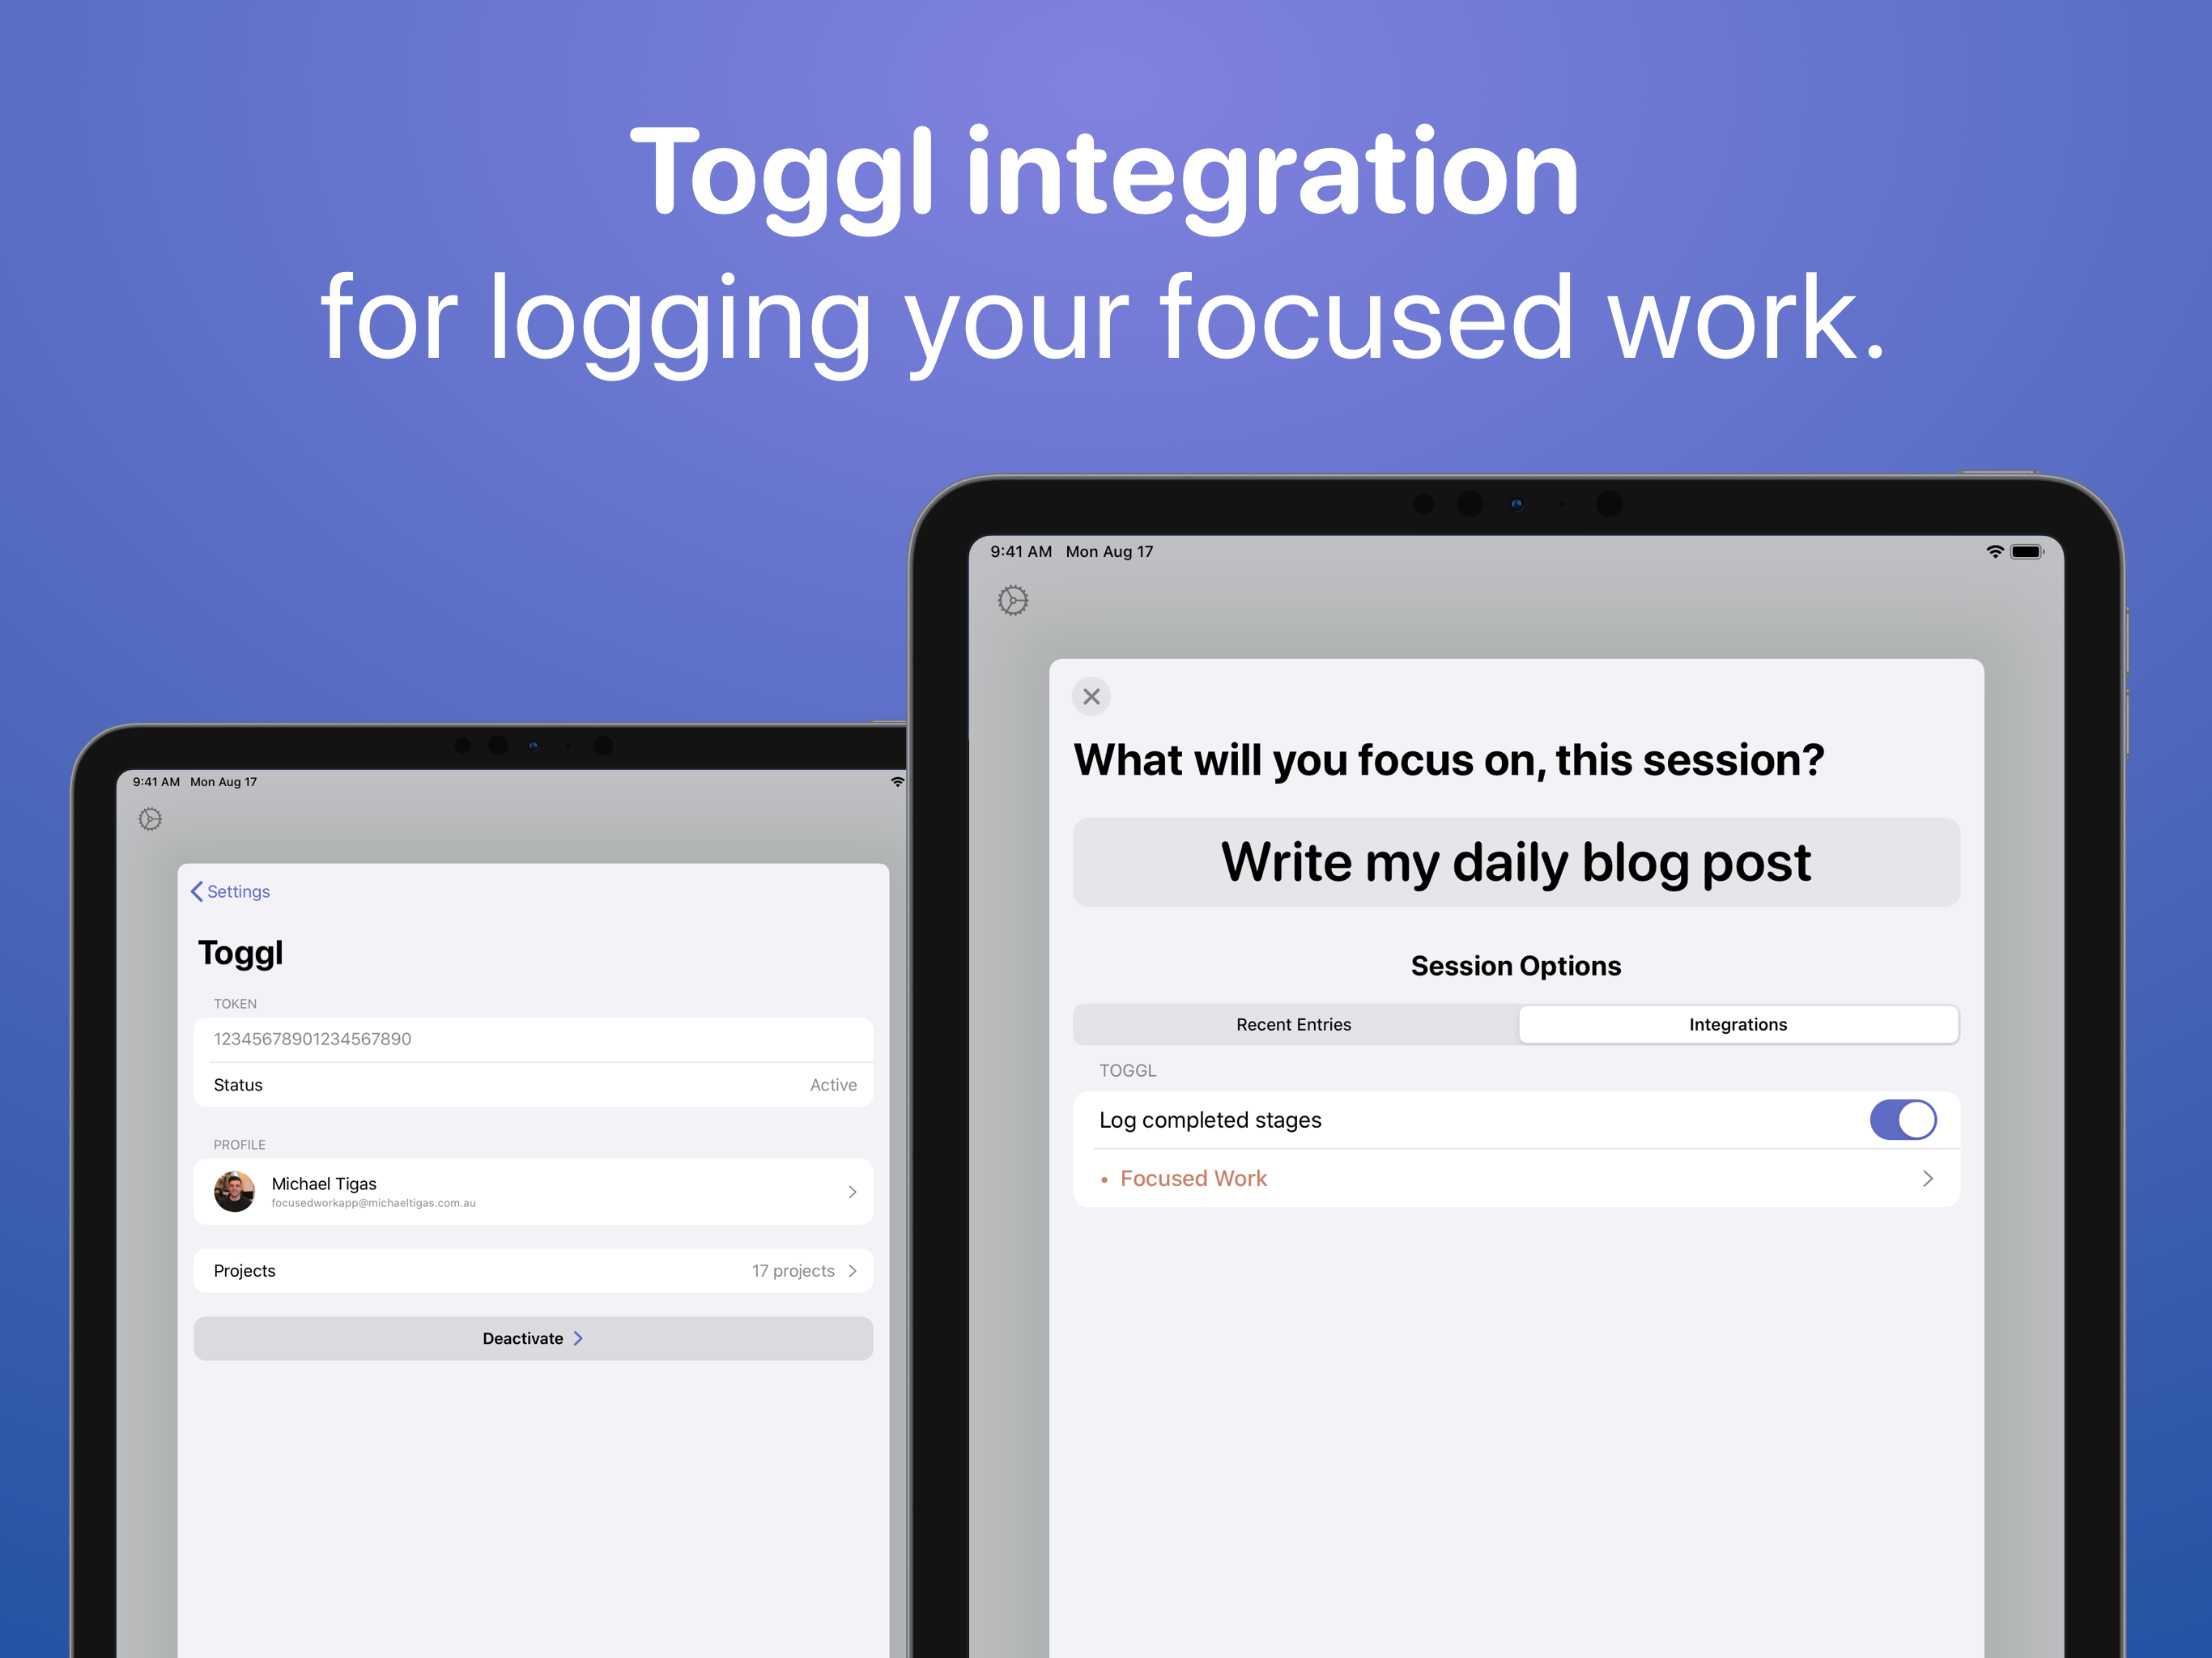 Toggl integration
for logging your focused work.
9:41 AM Mon Aug 17
Settings
Toggl
TOKEN
12345678901234567890
Status Active
PROFILE
Michael Tigas
focusedworkapp@michaeltigas.com.au
Projects 17 projects
Deactivate
9:41 AM Mon Aug 17
What will you focus on, this session?
Write my daily blog post
Session Options
Recent Entries Integrations
TOGGL
Log completed stages
• Focused Work